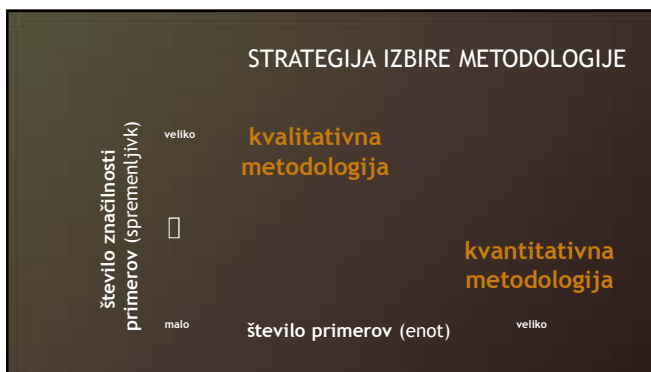 STRATEGIJA IZBIRE METODOLOGIJE
število značilnosti
primerov (spremenljivk)
veliko
kvalitativna
metodologija
kvantitativna
metodologija
malo
število primerov (enot)
veliko